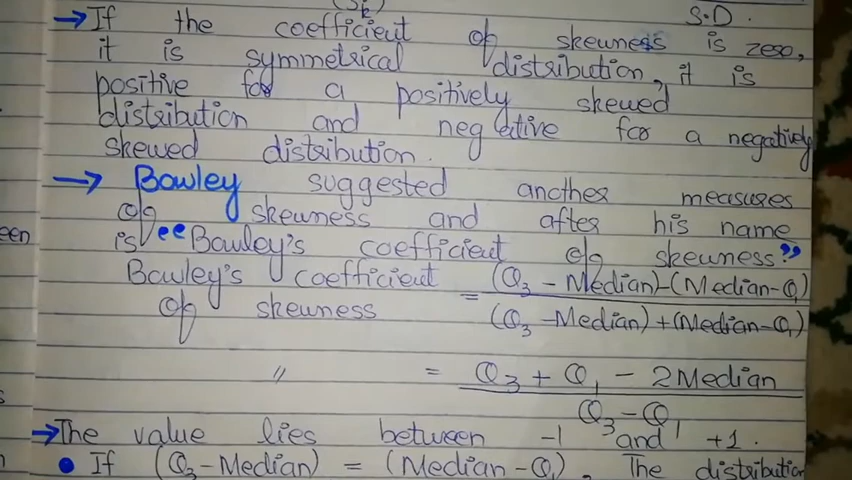 (Sk) S.D.
→ If the coefficient of skewness is zero,
it is symmetrical distribution, it is
positive for a positively skewed
distribution and negative for a negatively
skewed distribution.
→ Bowley suggested another measures
of skewness and after his name
is "Bowley's coefficient of skewness"
Bowley's coefficient = (Q3 - Median)-(Median-Q1)
of skewness (Q3 -Median)+(Median-Q1)
〃 = Q3 + Q1 - 2Median
Q3-Q1
→ The value lies between -1 and +1.
• If (Q3-Median) = (Median-Q1). The distribution
een